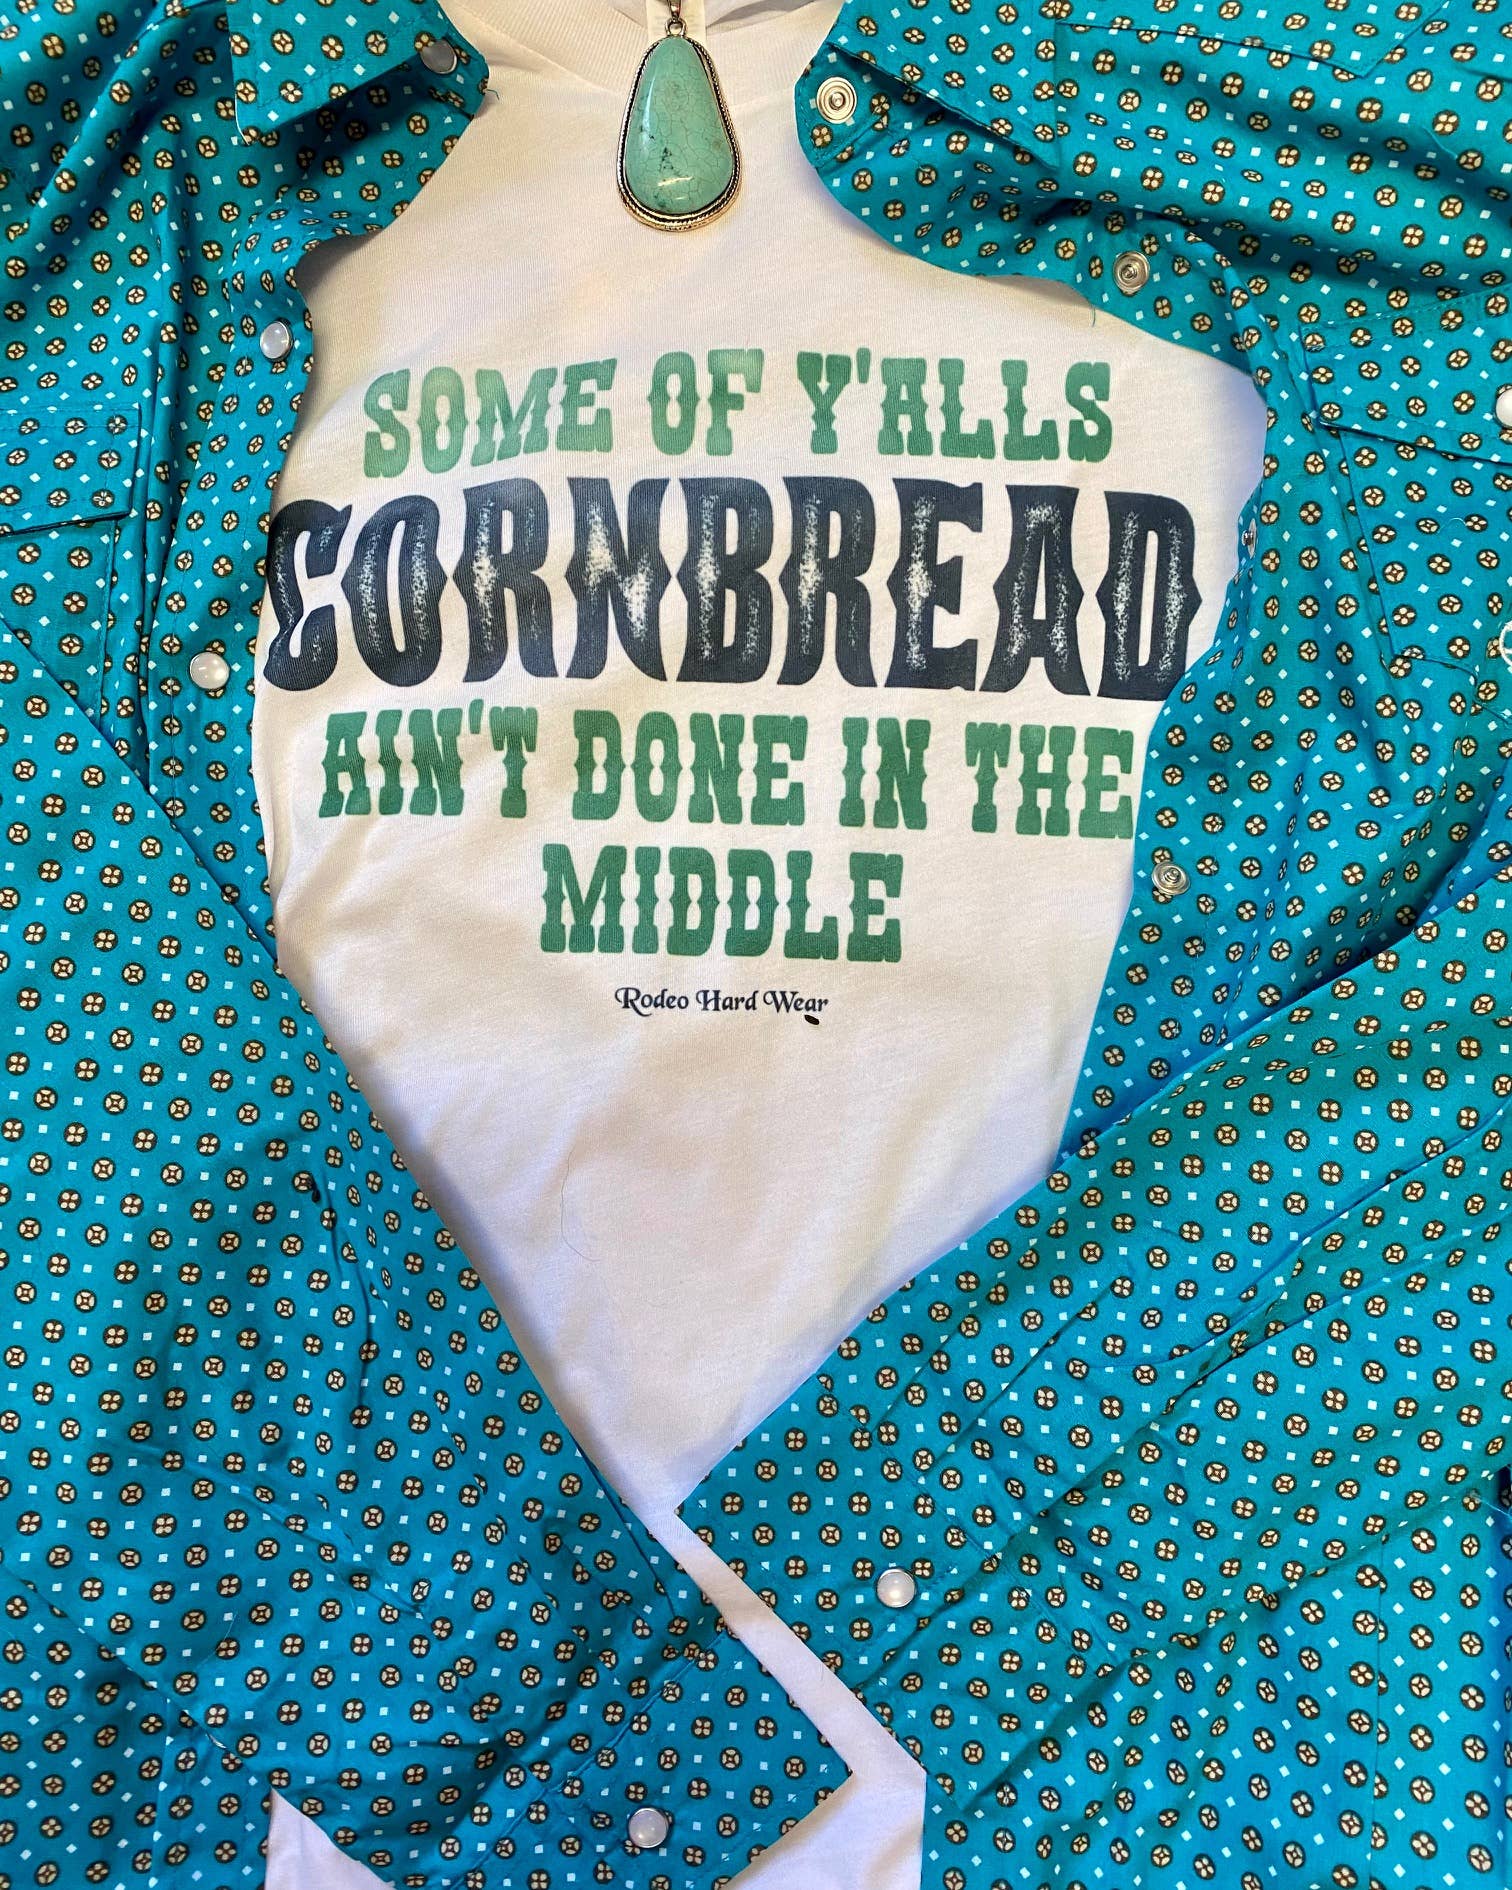 SOME OF Y'ALLS
CORNBREAD
AIN'T DONE IN THE
MIDDLE
Rodeo Hard Wear